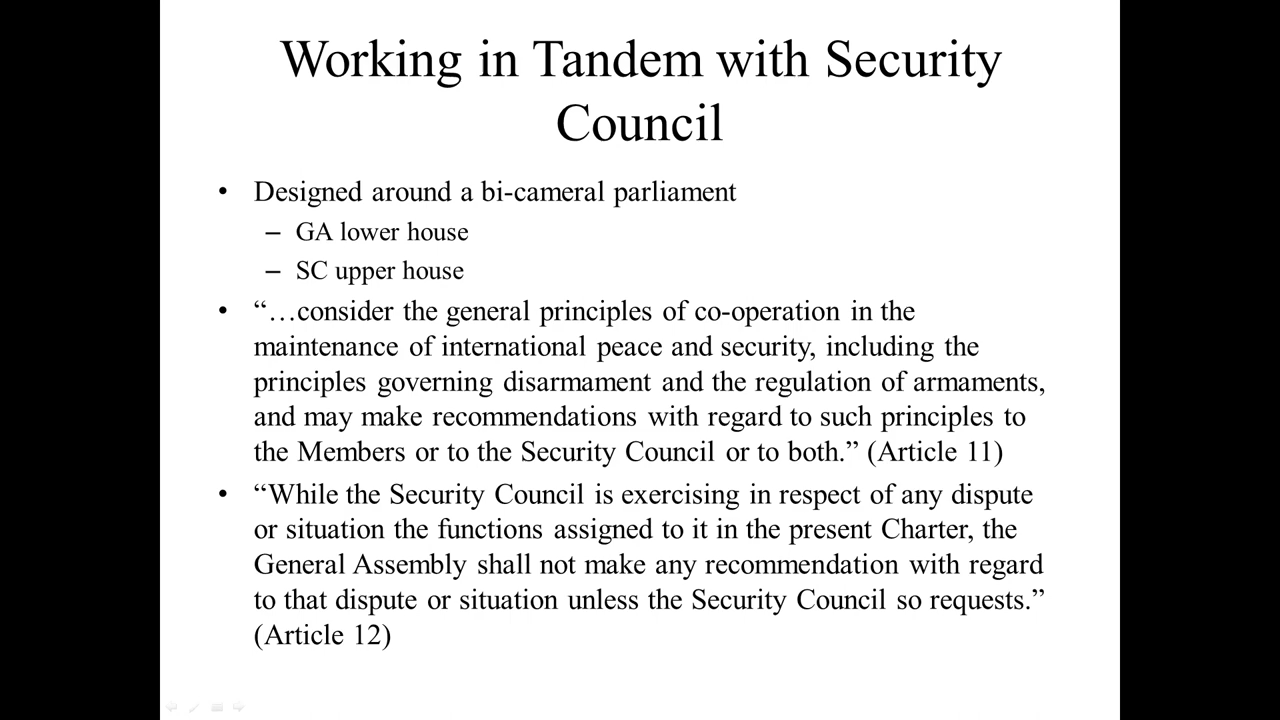 Working in Tandem with Security
Council
• Designed around a bi-cameral parliament
– GA lower house
– SC upper house
• “…consider the general principles of co-operation in the
maintenance of international peace and security, including the
principles governing disarmament and the regulation of armaments,
and may make recommendations with regard to such principles to
the Members or to the Security Council or to both.” (Article 11)
• “While the Security Council is exercising in respect of any dispute
or situation the functions assigned to it in the present Charter, the
General Assembly shall not make any recommendation with regard
to that dispute or situation unless the Security Council so requests.”
(Article 12)